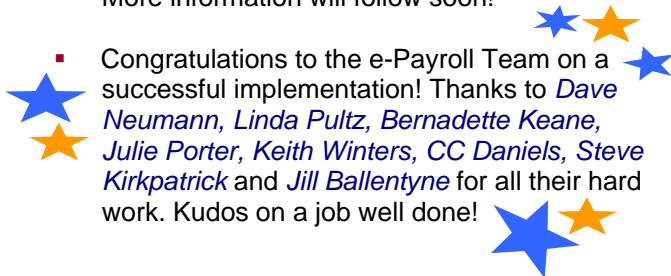 More information will follow soon!
▪ Congratulations to the e-Payroll Team on a
successful implementation! Thanks to Dave
Neumann, Linda Pultz, Bernadette Keane,
Julie Porter, Keith Winters, CC Daniels, Steve
Kirkpatrick and Jill Ballentyne for all their hard
work. Kudos on a job well done!